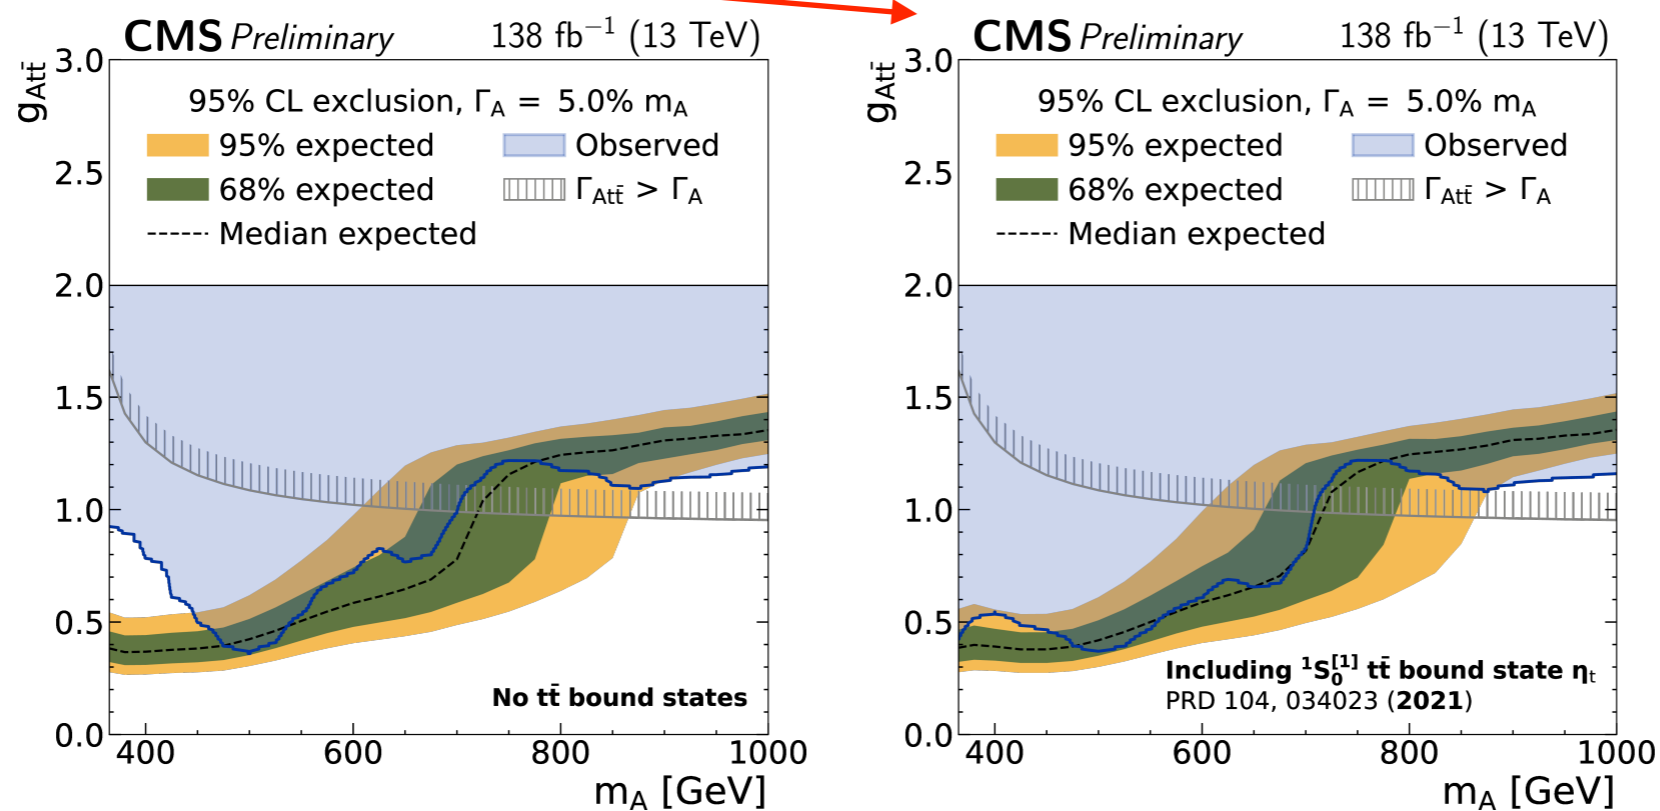 CMS Preliminary 138 fb⁻¹ (13 TeV)
g_Att̄
3.0
2.5
2.0
1.5
1.0
0.5
0.0
95% CL exclusion, Γ_A = 5.0% m_A
95% expected
Observed
68% expected
Γ_Att̄ > Γ_A
Median expected
No tt̄ bound states
400 600 800 1000
m_A [GeV]
CMS Preliminary 138 fb⁻¹ (13 TeV)
g_Att̄
3.0
2.5
2.0
1.5
1.0
0.5
0.0
95% CL exclusion, Γ_A = 5.0% m_A
95% expected
Observed
68% expected
Γ_Att̄ > Γ_A
Median expected
Including ¹S₀^[1] tt̄ bound state η_t
PRD 104, 034023 (2021)
400 600 800 1000
m_A [GeV]